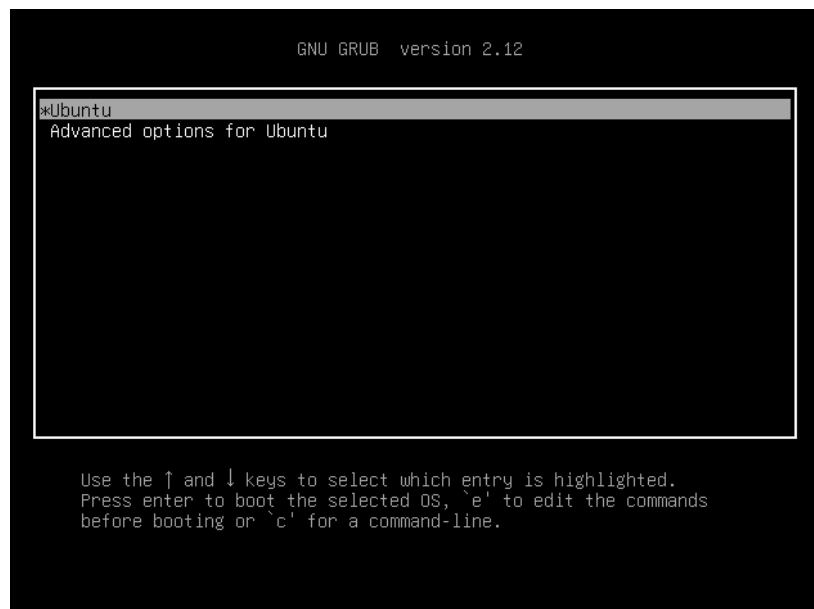 GNU GRUB  version 2.12
*Ubuntu
Advanced options for Ubuntu
Use the ↑ and ↓ keys to select which entry is highlighted.
Press enter to boot the selected OS, `e' to edit the commands
before booting or `c' for a command-line.